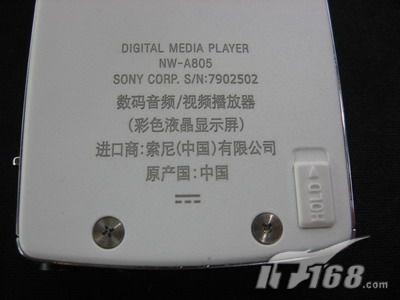 DIGITAL MEDIA PLAYER
NW-A805
SONY CORP. S/N:7902502
数码音频/视频播放器
(彩色液晶显示屏)
进口商:索尼(中国)有限公司
原产国:中国
HOLD
IT168.com